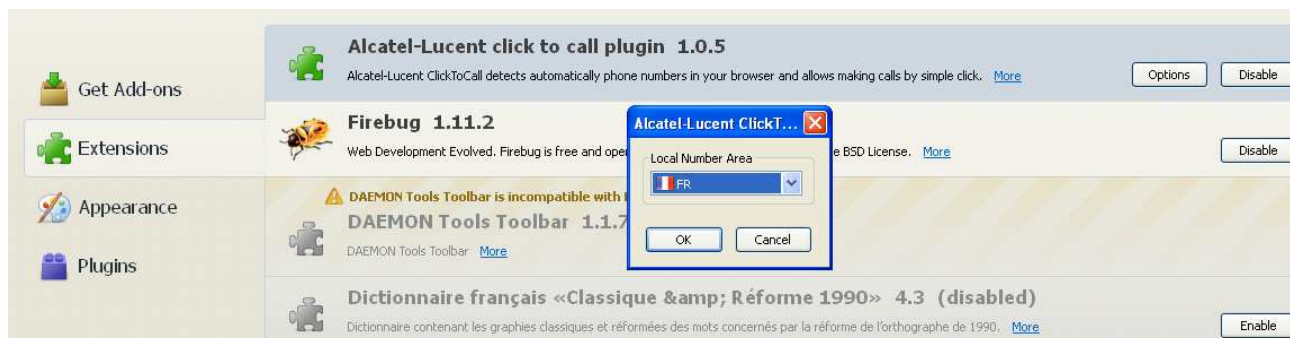 Get Add-ons
Extensions
Appearance
Plugins
Alcatel-Lucent click to call plugin 1.0.5
Alcatel-Lucent ClickToCall detects automatically phone numbers in your browser and allows making calls by simple click. More
Options
Disable
Firebug 1.11.2
Web Development Evolved. Firebug is free and ope
e BSD License. More
Disable
DAEMON Tools Toolbar is incompatible with
DAEMON Tools Toolbar 1.1.7
DAEMON Tools Toolbar More
Dictionnaire français «Classique &amp; Réforme 1990» 4.3 (disabled)
Dictionnaire contenant les graphies classiques et réformées des mots concernés par la réforme de l'orthographe de 1990. More
Enable
Alcatel-Lucent ClickT...
Local Number Area
FR
OK
Cancel